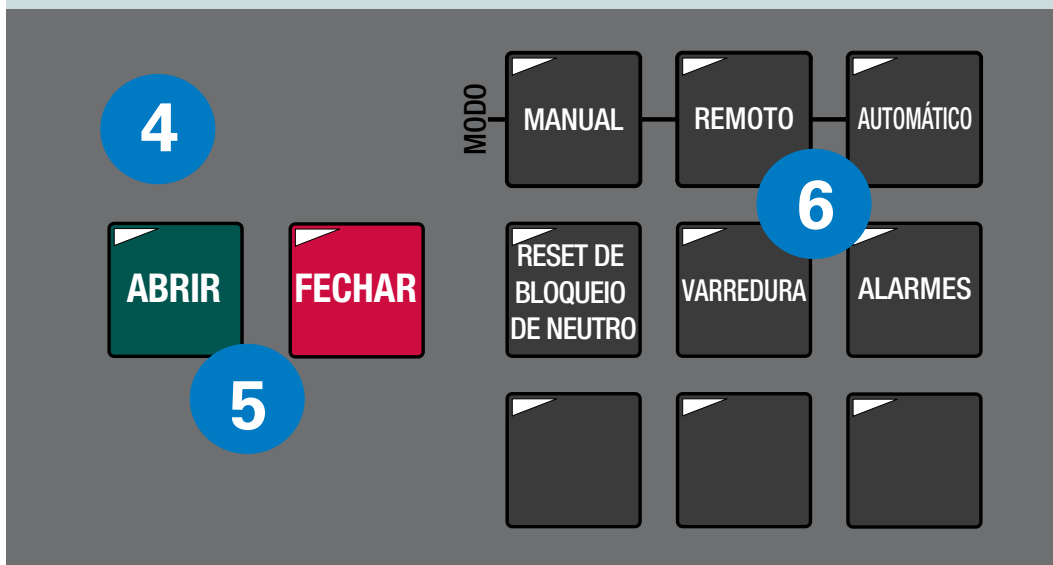 4
MODO
MANUAL
REMOTO
AUTOMÁTICO
6
ABRIR
FECHAR
RESET DE
BLOQUEIO
DE NEUTRO
VARREDURA
ALARMES
5